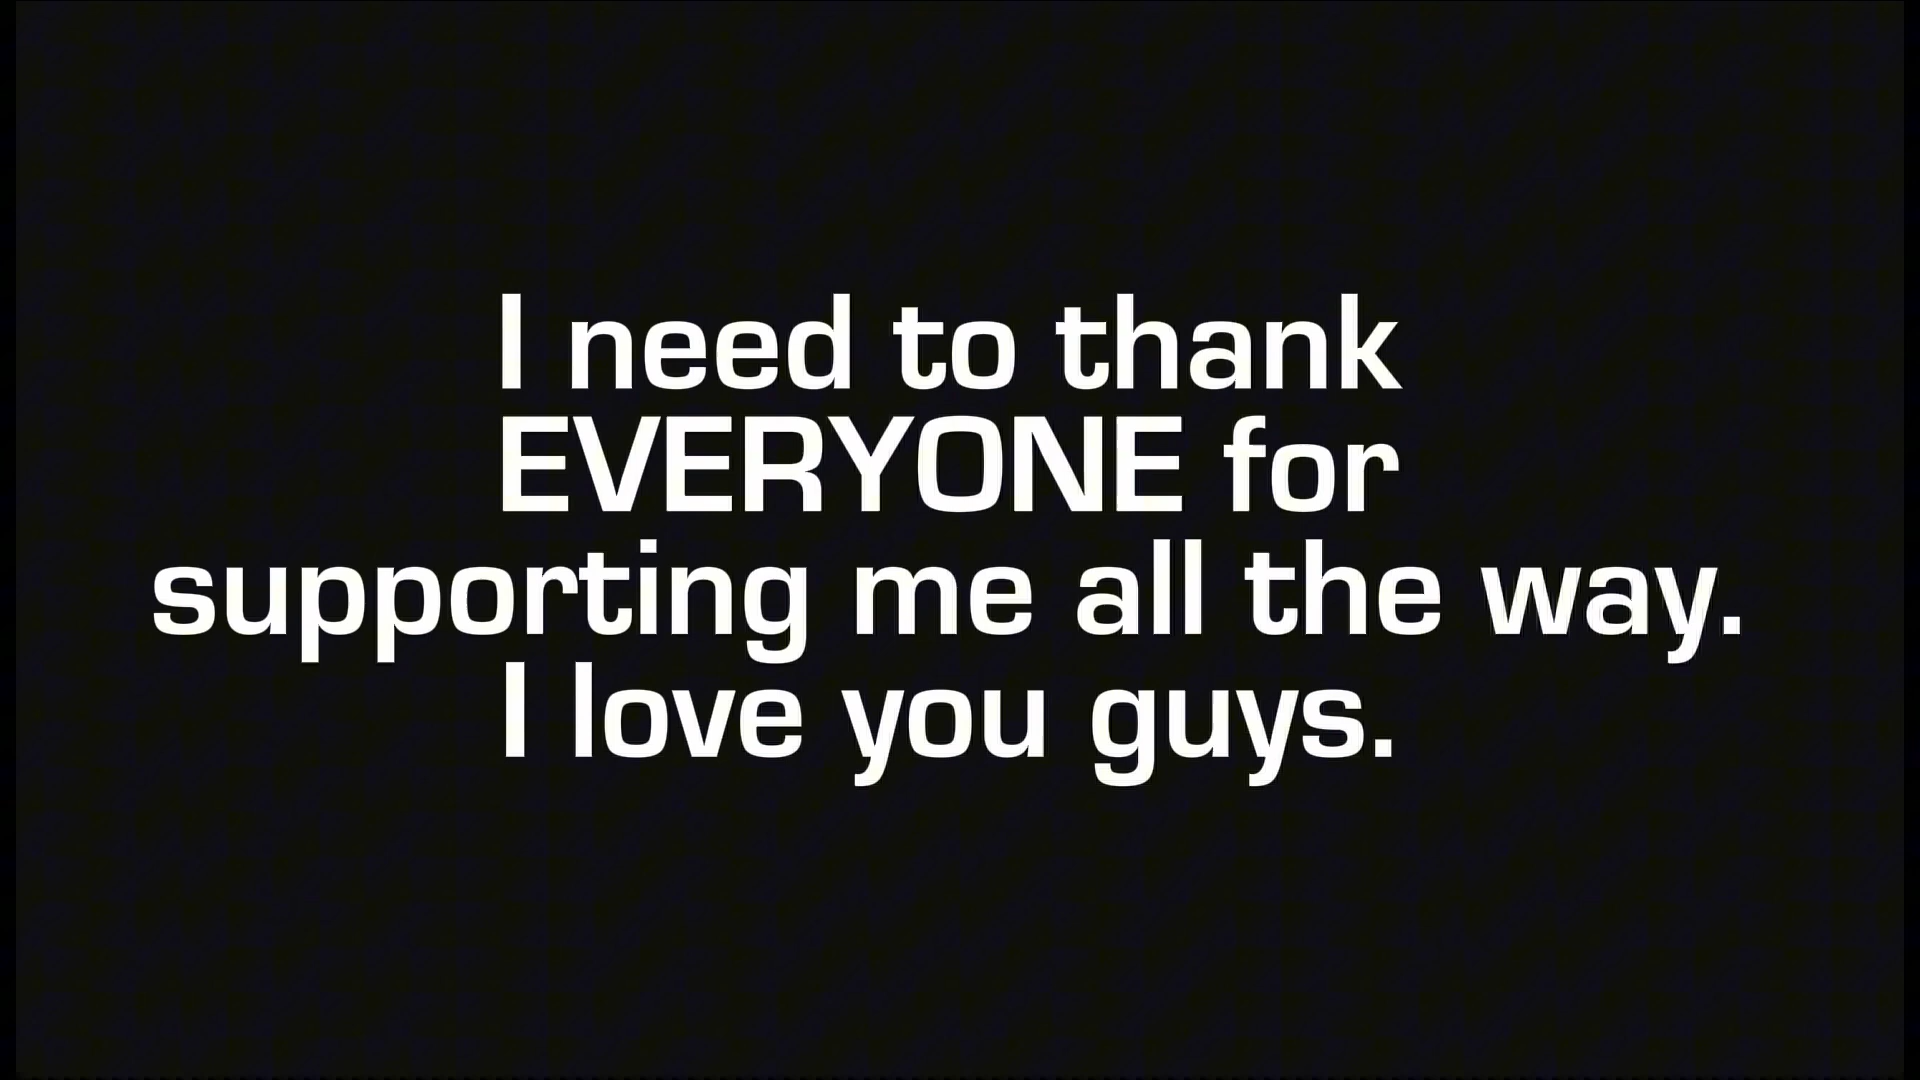 I need to thank
EVERYONE for
supporting me all the way.
I love you guys.